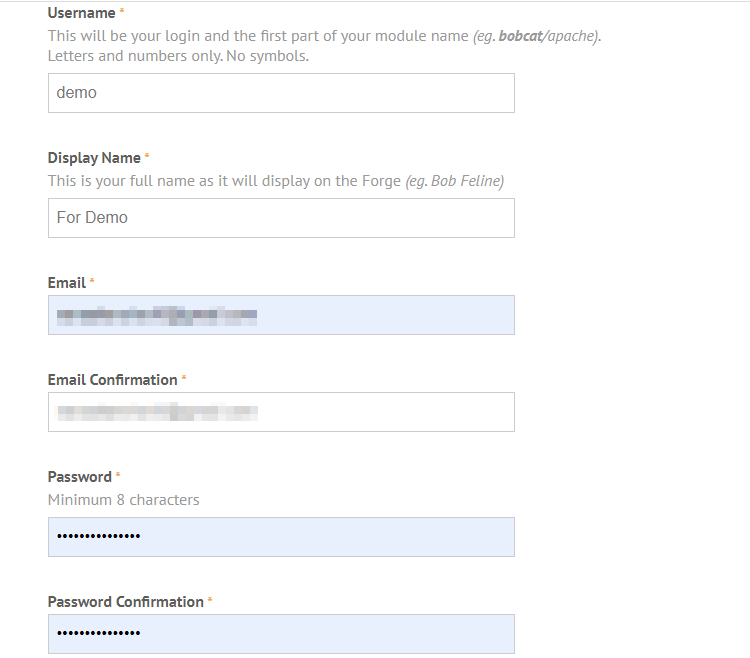 Username *
This will be your login and the first part of your module name (eg. bobcat/apache).
Letters and numbers only. No symbols.
demo
Display Name *
This is your full name as it will display on the Forge (eg. Bob Feline)
For Demo
Email *
Email Confirmation *
Password *
Minimum 8 characters
•••••••••••••••
Password Confirmation *
•••••••••••••••